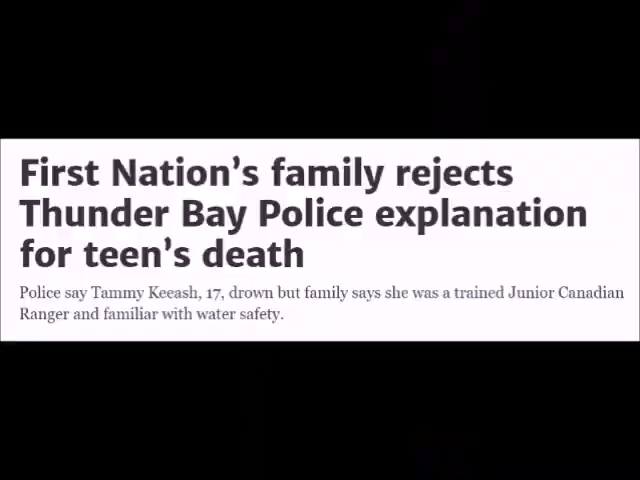 First Nation’s family rejects
Thunder Bay Police explanation
for teen’s death
Police say Tammy Keeash, 17, drown but family says she was a trained Junior Canadian
Ranger and familiar with water safety.